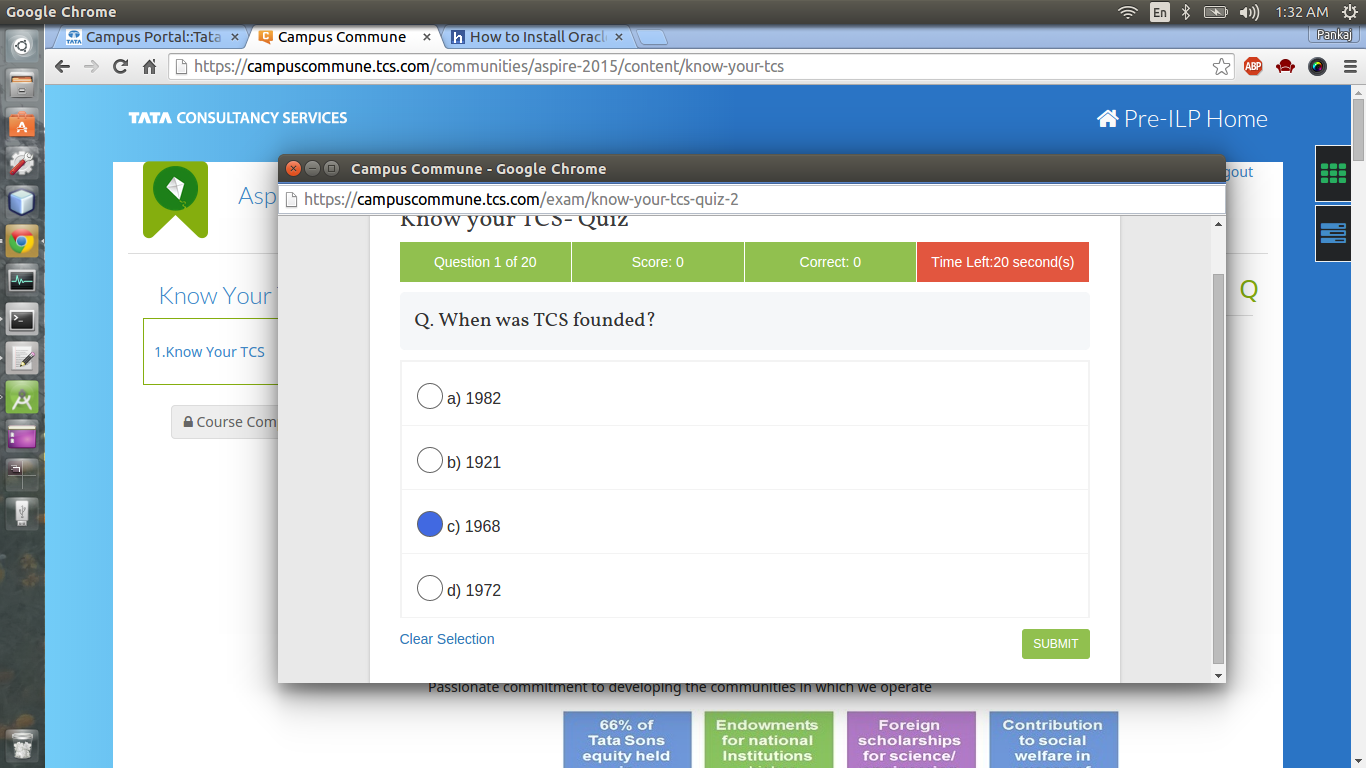 Google Chrome
En
1:32 AM
Campus Portal::Tata
Campus Commune
How to Install Oracl
Pankaj
https://campuscommune.tcs.com/communities/aspire-2015/content/know-your-tcs
ABP
TATA CONSULTANCY SERVICES
Pre-ILP Home
Campus Commune - Google Chrome
gout
Asp
https://campuscommune.tcs.com/exam/know-your-tcs-quiz-2
Know your TCS- Quiz
Question 1 of 20
Score: 0
Correct: 0
Time Left:20 second(s)
Know Your
Q
Q. When was TCS founded?
1.Know Your TCS
a) 1982
Course Com
b) 1921
c) 1968
d) 1972
Clear Selection
SUBMIT
Passionate commitment to developing the communities in which we operate
66% of
Tata Sons
equity held
Endowments
for national
Institutions
Foreign
scholarships
for science/
Contribution
to social
welfare in